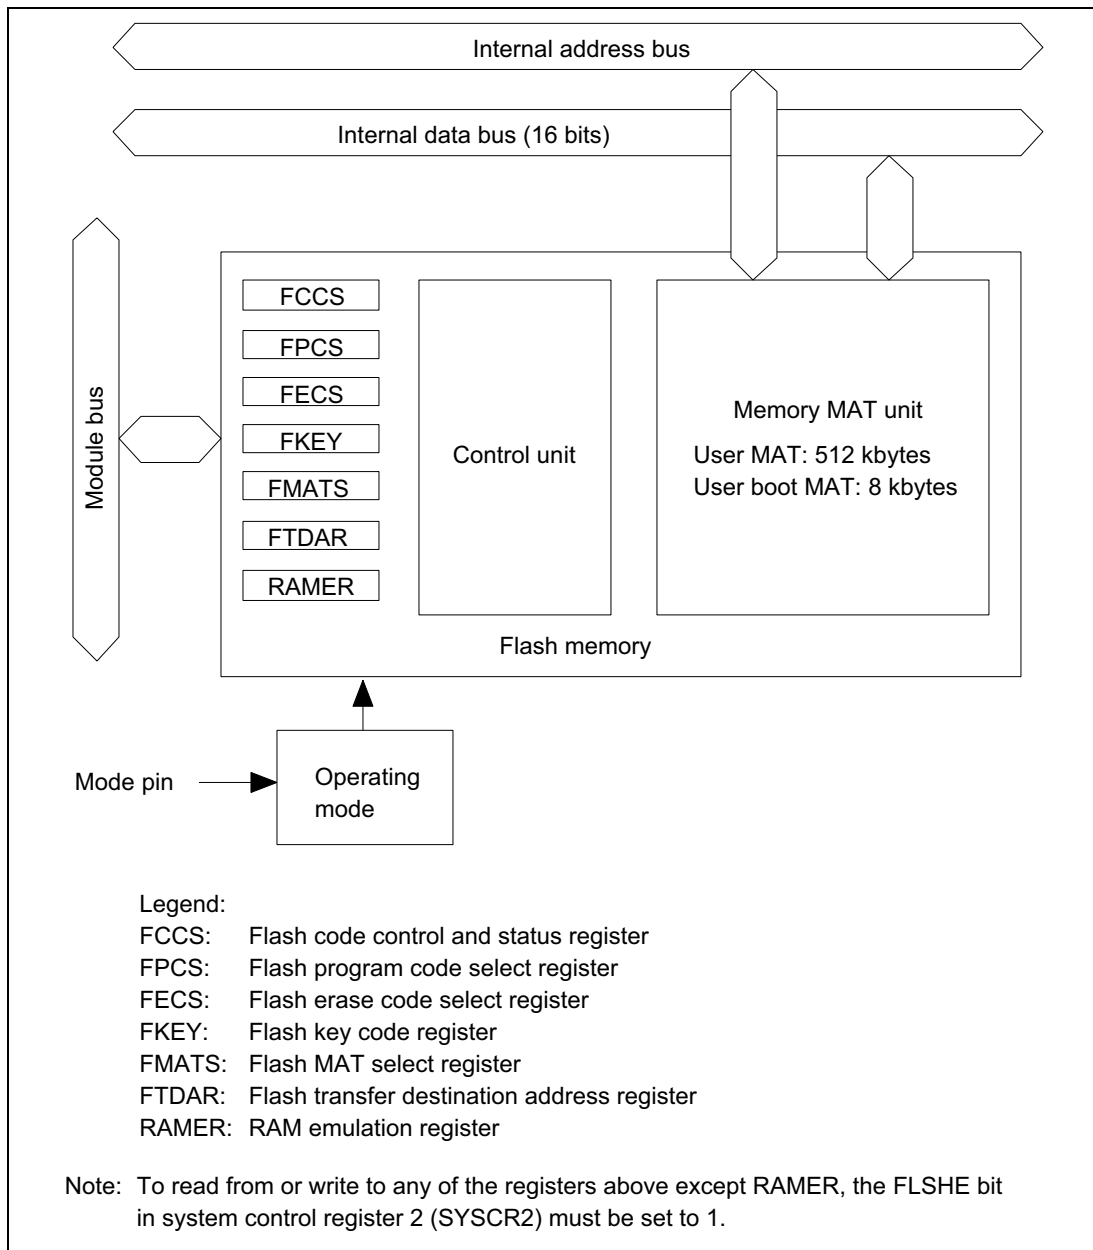 Internal address bus
Internal data bus (16 bits)
Module bus
FCCS
FPCS
FECS
FKEY
FMATS
FTDAR
RAMER
Control unit
Memory MAT unit
User MAT: 512 kbytes
User boot MAT: 8 kbytes
Flash memory
Mode pin
Operating
mode
Legend:
FCCS: Flash code control and status register
FPCS: Flash program code select register
FECS: Flash erase code select register
FKEY: Flash key code register
FMATS: Flash MAT select register
FTDAR: Flash transfer destination address register
RAMER: RAM emulation register
Note: To read from or write to any of the registers above except RAMER, the FLSHE bit
in system control register 2 (SYSCR2) must be set to 1.